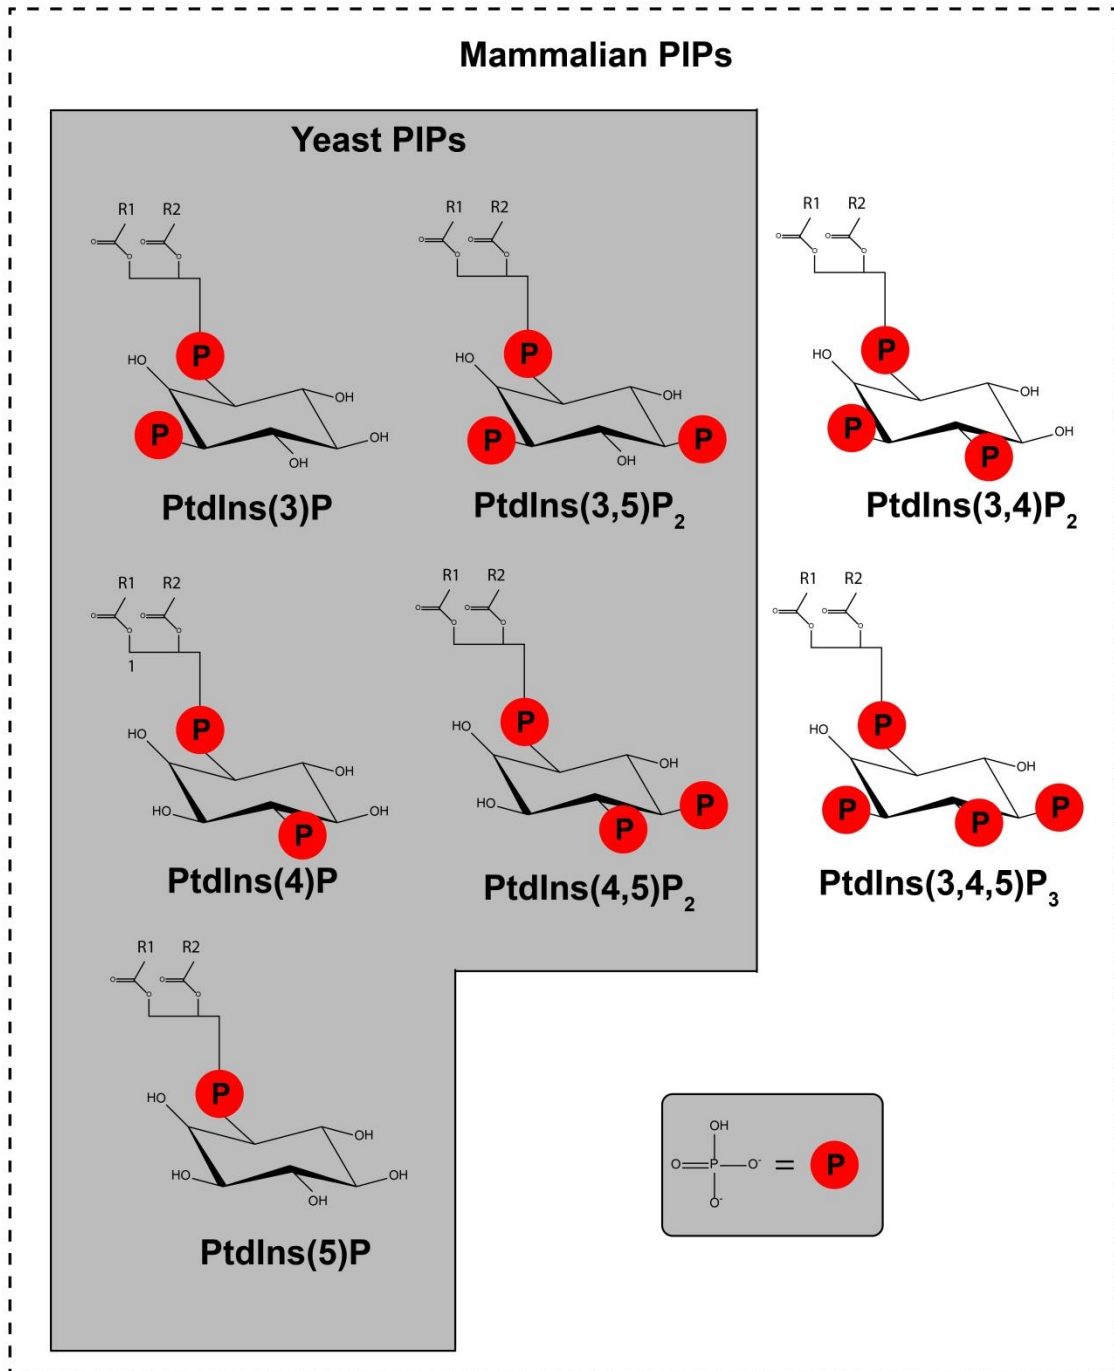 Mammalian PIPs
Yeast PIPs
R1 R2
O O
O O
P
HO
OH
P
OH
OH
PtdIns(3)P
R1 R2
O O
O O
P
HO
OH
P P
OH
PtdIns(3,5)P₂
R1 R2
O O
O O
P
HO
OH
P
OH
P
PtdIns(3,4)P₂
R1 R2
O O
O O
1
P
HO
OH
HO OH
P
PtdIns(4)P
R1 R2
O O
O O
P
HO
OH
HO P
P
PtdIns(4,5)P₂
R1 R2
O O
O O
P
HO
OH
P P P
PtdIns(3,4,5)P₃
R1 R2
O O
O O
P
HO
OH
HO OH
OH
PtdIns(5)P
OH
O=P—O⁻ = P
O⁻